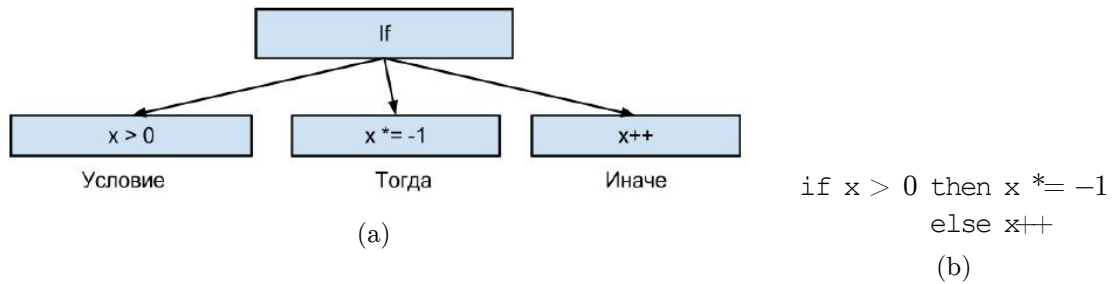 If
x > 0
x *= -1
x++
Условие
Тогда
Иначе
(a)
if x > 0 then x *= −1
else x++
(b)